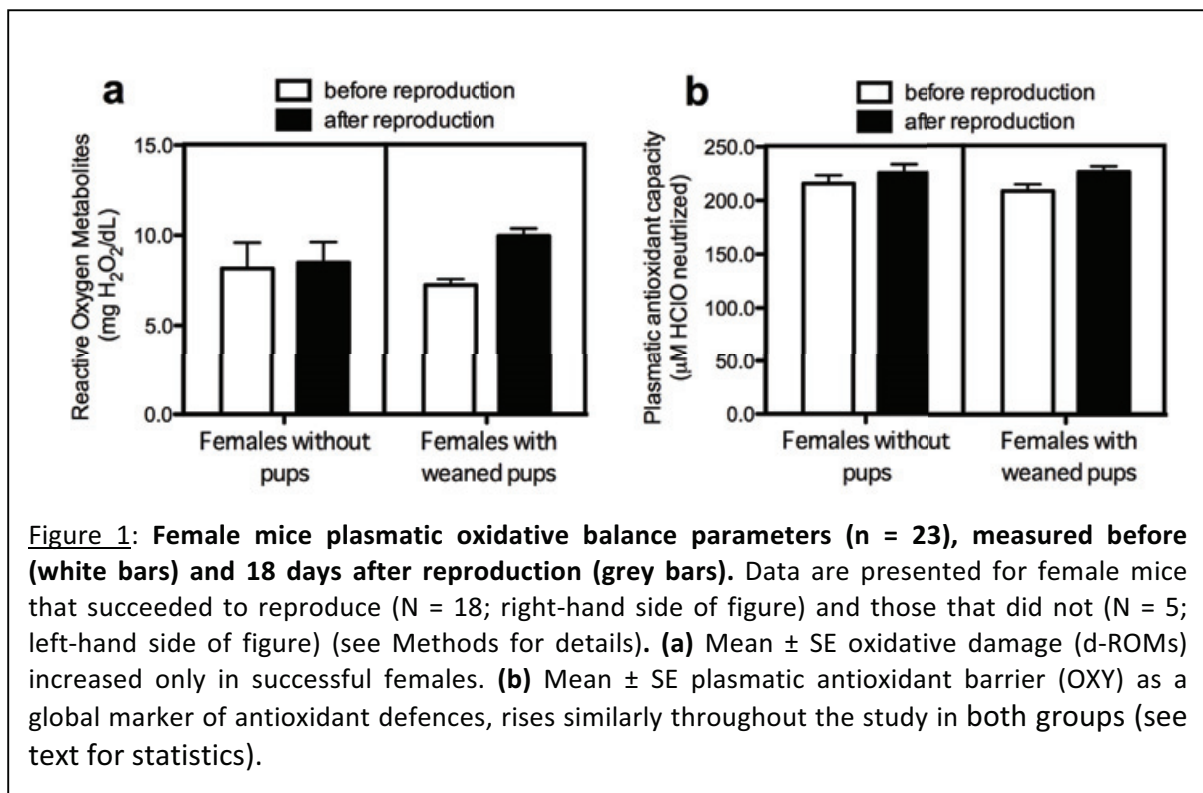 a
before reproduction
after reproduction
Reactive Oxygen Metabolites
(mg H₂O₂/dL)
15.0
10.0
5.0
0.0
Females without
pups
Females with
weaned pups
b
before reproduction
after reproduction
Plasmatic antioxidant capacity
(µM HClO neutrlized)
250.0
200.0
150.0
100.0
50.0
0.0
Females without
pups
Females with
weaned pups
Figure 1: Female mice plasmatic oxidative balance parameters (n = 23), measured before
(white bars) and 18 days after reproduction (grey bars). Data are presented for female mice
that succeeded to reproduce (N = 18; right-hand side of figure) and those that did not (N = 5;
left-hand side of figure) (see Methods for details). (a) Mean ± SE oxidative damage (d-ROMs)
increased only in successful females. (b) Mean ± SE plasmatic antioxidant barrier (OXY) as a
global marker of antioxidant defences, rises similarly throughout the study in both groups (see
text for statistics).